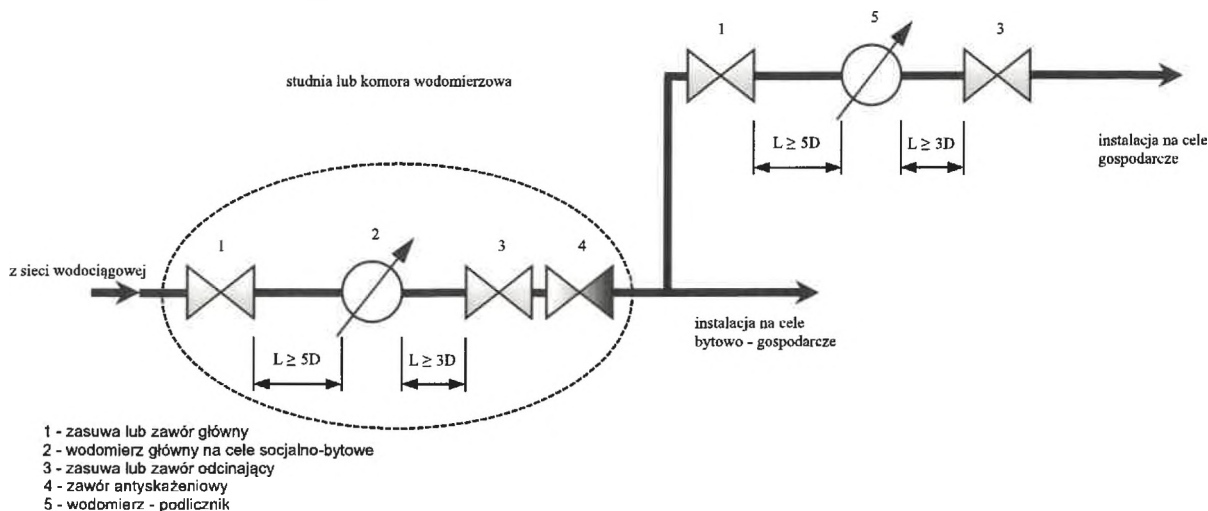 1
5
3
studnia lub komora wodomierzowa
L ≥ 5D
L ≥ 3D
instalacja na cele
gospodarcze
1
2
3
4
z sieci wodociągowej
L ≥ 5D
L ≥ 3D
instalacja na cele
bytowo - gospodarcze
1 - zasuwa lub zawór główny
2 - wodomierz główny na cele socjalno-bytowe
3 - zasuwa lub zawór odcinający
4 - zawór antyskażeniowy
5 - wodomierz - podlicznik